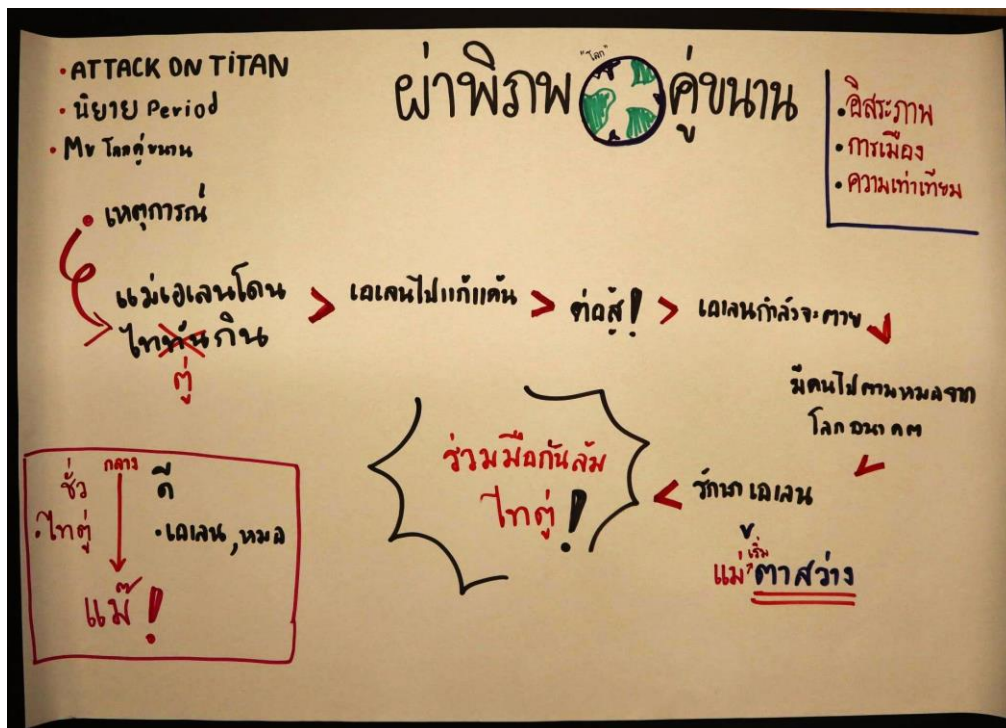 • ATTACK ON TiTAN
• นิยาย Period
• MV โลกคู่ขนาน
ผ่าพิภพ "โลก" คู่ขนาน
• อิสระภาพ
• การเมือง
• ความเท่าเทียม
• เหตุการณ์
แม่เอเลนโดน
ไททันกิน
ตู่
> เอเลนไปแก้แค้น > ต่อสู้! > เอเลนกำลังจะตาย
มีคนไปตามหมอจาก
โลกอนาคต
รักษาเอเลน
แม่ เริ่ม ตาสว่าง
ร่วมมือกันล้ม
ไทตู่!
ชั่ว กลาง ดี
• ไทตู่ • เอเลน, หมอ
แม๊!